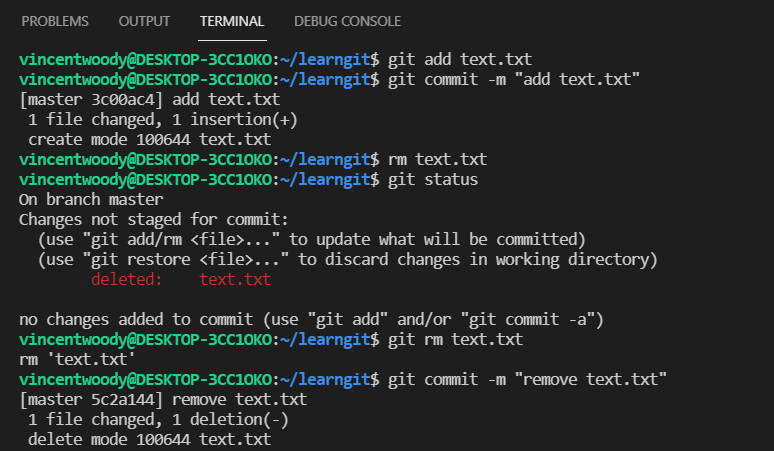 PROBLEMS OUTPUT TERMINAL DEBUG CONSOLE
vincentwoody@DESKTOP-3CC1OKO:~/learngit$ git add text.txt
vincentwoody@DESKTOP-3CC1OKO:~/learngit$ git commit -m "add text.txt"
[master 3c00ac4] add text.txt
 1 file changed, 1 insertion(+)
 create mode 100644 text.txt
vincentwoody@DESKTOP-3CC1OKO:~/learngit$ rm text.txt
vincentwoody@DESKTOP-3CC1OKO:~/learngit$ git status
On branch master
Changes not staged for commit:
  (use "git add/rm <file>..." to update what will be committed)
  (use "git restore <file>..." to discard changes in working directory)
        deleted:    text.txt

no changes added to commit (use "git add" and/or "git commit -a")
vincentwoody@DESKTOP-3CC1OKO:~/learngit$ git rm text.txt
rm 'text.txt'
vincentwoody@DESKTOP-3CC1OKO:~/learngit$ git commit -m "remove text.txt"
[master 5c2a144] remove text.txt
 1 file changed, 1 deletion(-)
 delete mode 100644 text.txt